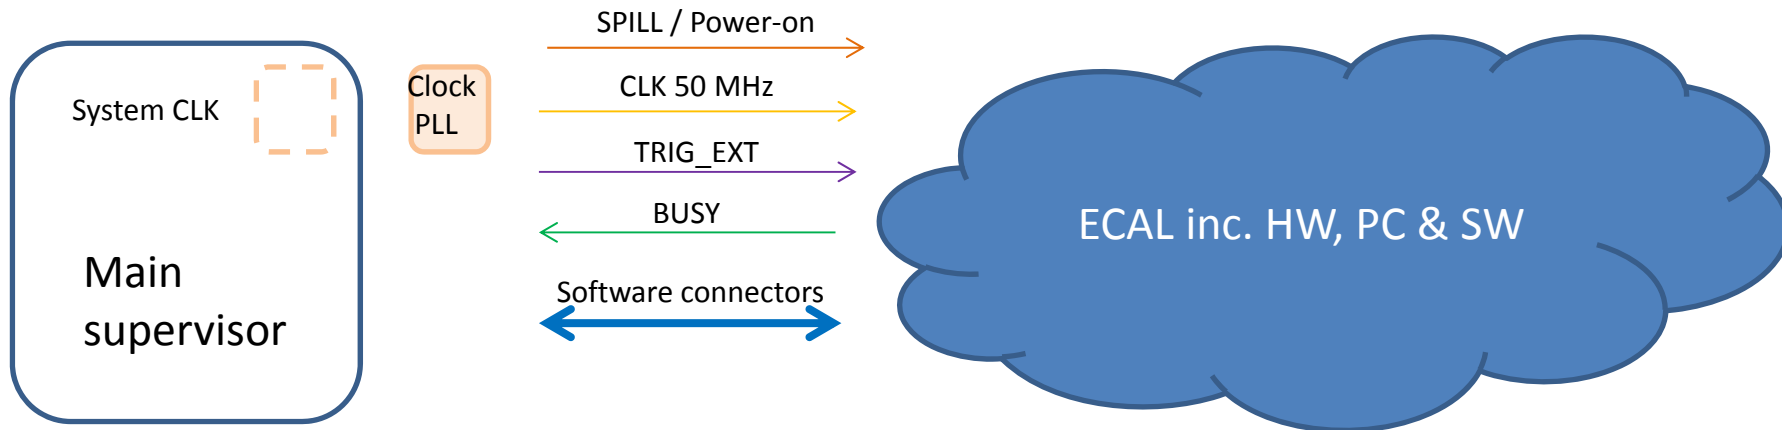 System CLK
Main
supervisor
Clock
PLL
SPILL / Power-on
CLK 50 MHz
TRIG_EXT
BUSY
Software connectors
ECAL inc. HW, PC & SW